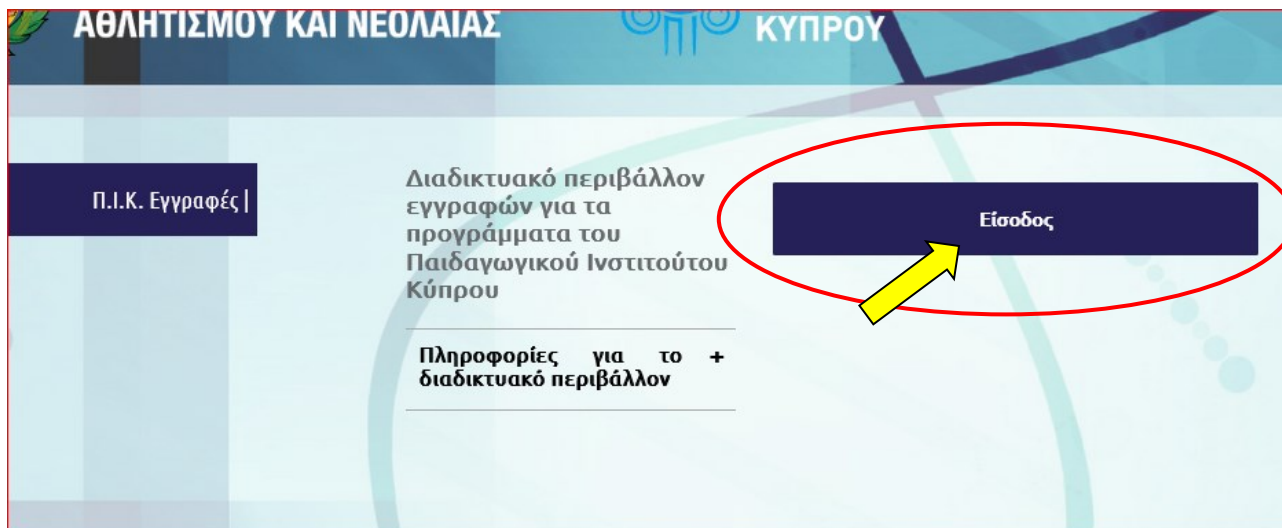 ΑΘΛΗΤΙΣΜΟΥ ΚΑΙ ΝΕΟΛΑΙΑΣ
ΚΥΠΡΟΥ
Π.Ι.Κ. Εγγραφές |
Διαδικτυακό περιβάλλον
εγγραφών για τα
προγράμματα του
Παιδαγωγικού Ινστιτούτου
Κύπρου
Πληροφορίες για το +
διαδικτυακό περιβάλλον
Είσοδος